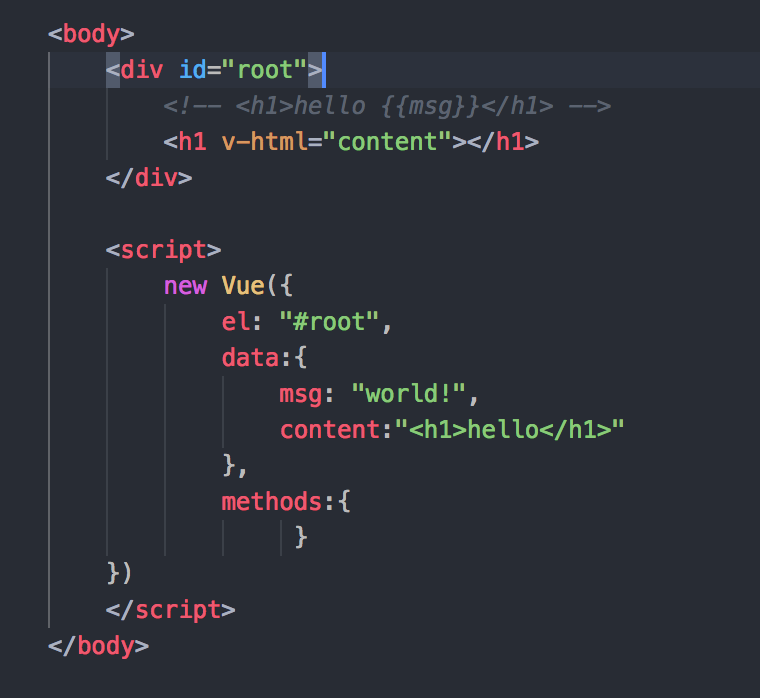 <body>
<div id="root">
<!-- <h1>hello {{msg}}</h1> -->
<h1 v-html="content"></h1>
</div>
<script>
new Vue({
el: "#root",
data:{
msg: "world!",
content:"<h1>hello</h1>"
},
methods:{
}
})
</script>
</body>